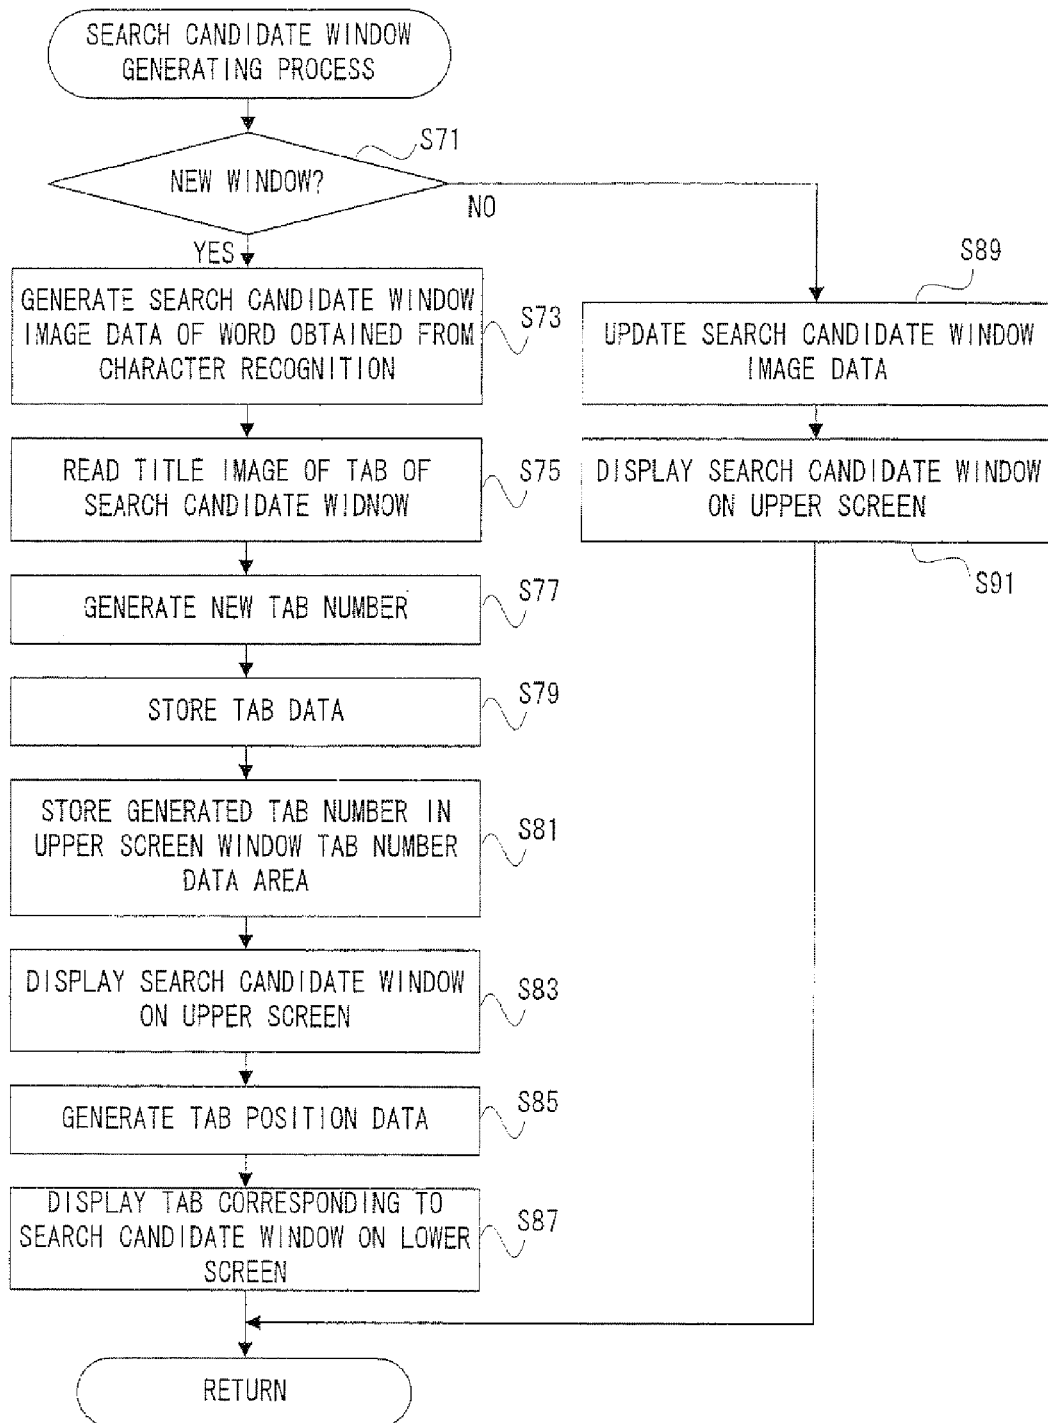 SEARCH CANDIDATE WINDOW
GENERATING PROCESS
S71
NEW WINDOW?
NO
YES
GENERATE SEARCH CANDIDATE WINDOW
IMAGE DATA OF WORD OBTAINED FROM
CHARACTER RECOGNITION
S73
READ TITLE IMAGE OF TAB OF
SEARCH CANDIDATE WIDNOW
S75
GENERATE NEW TAB NUMBER
S77
STORE TAB DATA
S79
STORE GENERATED TAB NUMBER IN
UPPER SCREEN WINDOW TAB NUMBER
DATA AREA
S81
DISPLAY SEARCH CANDIDATE WINDOW
ON UPPER SCREEN
S83
GENERATE TAB POSITION DATA
S85
DISPLAY TAB CORRESPONDING TO
SEARCH CANDIDATE WINDOW ON LOWER
SCREEN
S87
S89
UPDATE SEARCH CANDIDATE WINDOW
IMAGE DATA
DISPLAY SEARCH CANDIDATE WINDOW
ON UPPER SCREEN
S91
RETURN